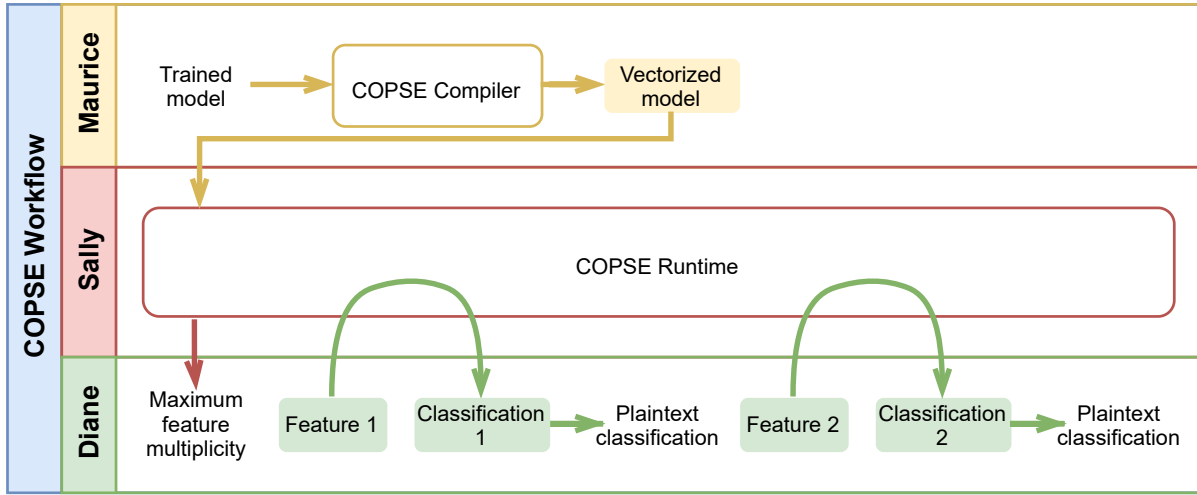 COPSE Workflow
Maurice
Trained
model
COPSE Compiler
Vectorized
model
Sally
COPSE Runtime
Diane
Maximum
feature
multiplicity
Feature 1
Classification
1
Plaintext
classification
Feature 2
Classification
2
Plaintext
classification